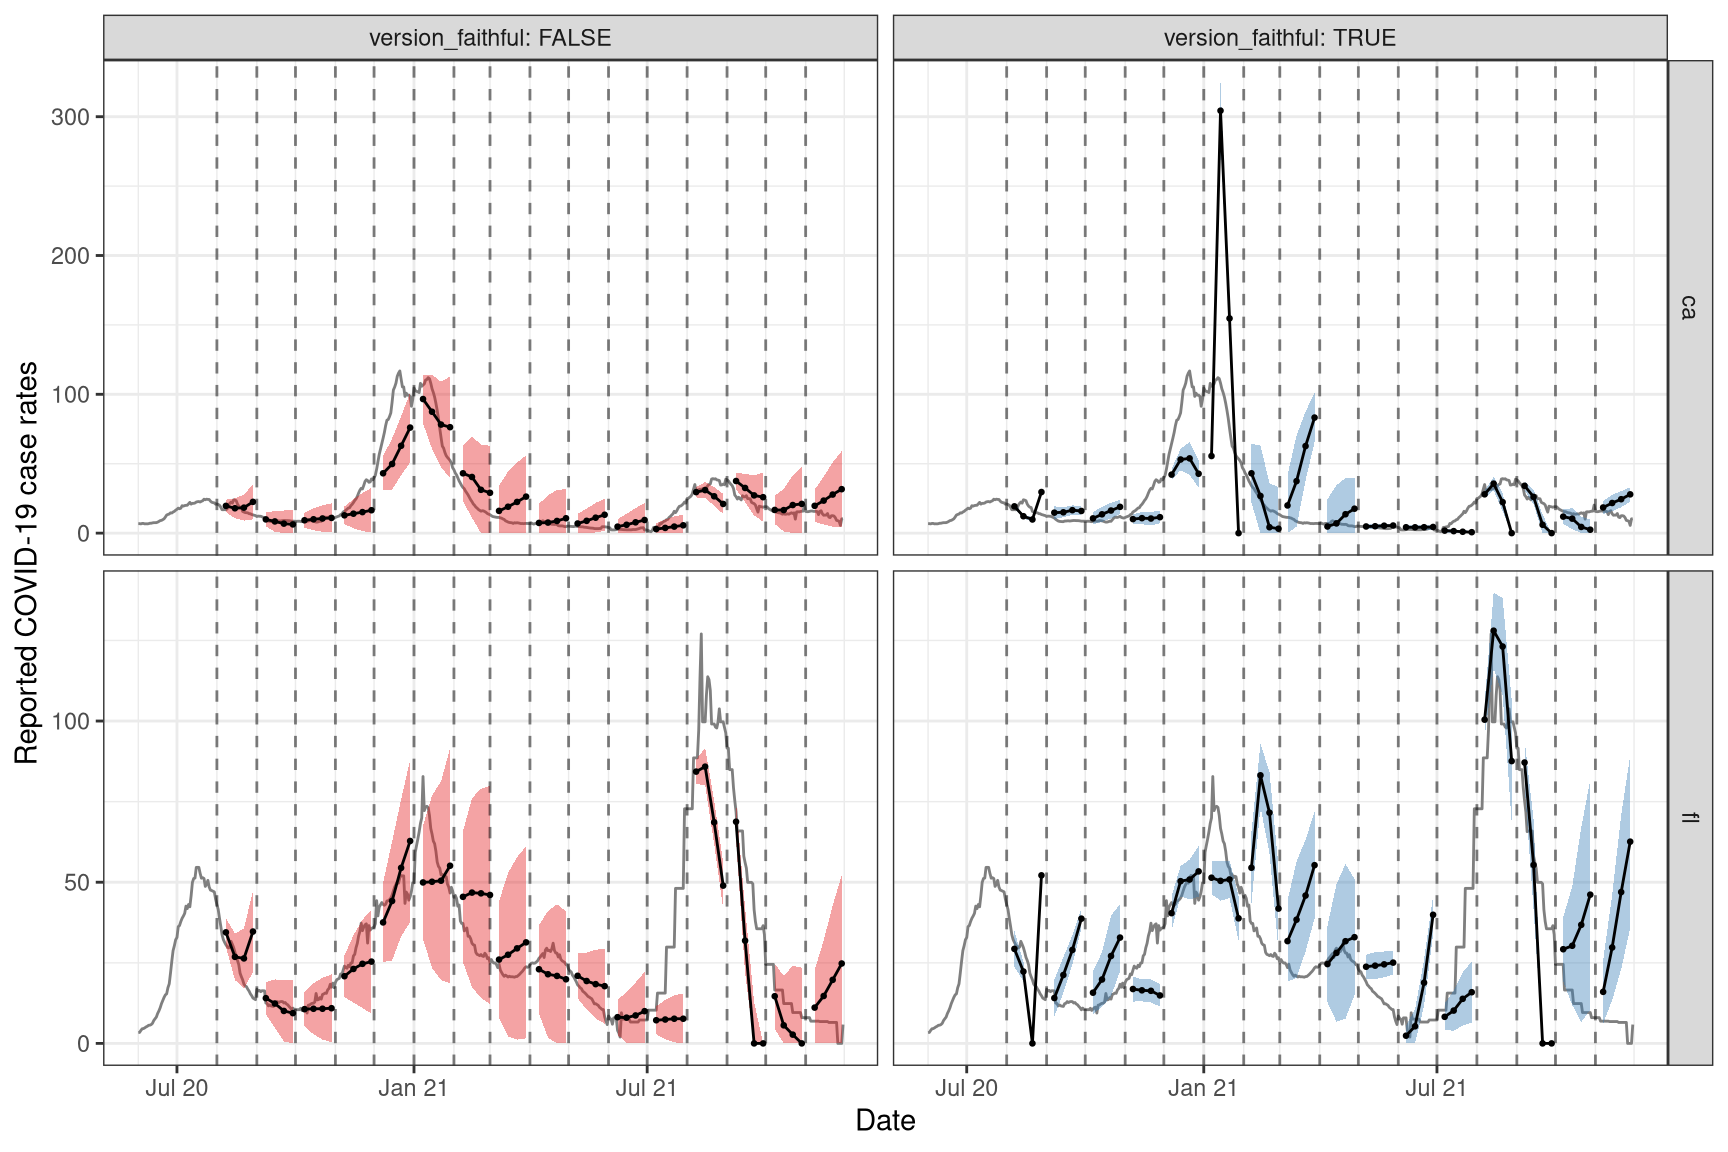 version_faithful: FALSE
version_faithful: TRUE
Reported COVID-19 case rates
300
200
100
0
ca
100
50
0
fl
Jul 20
Jan 21
Jul 21
Jul 20
Jan 21
Jul 21
Date